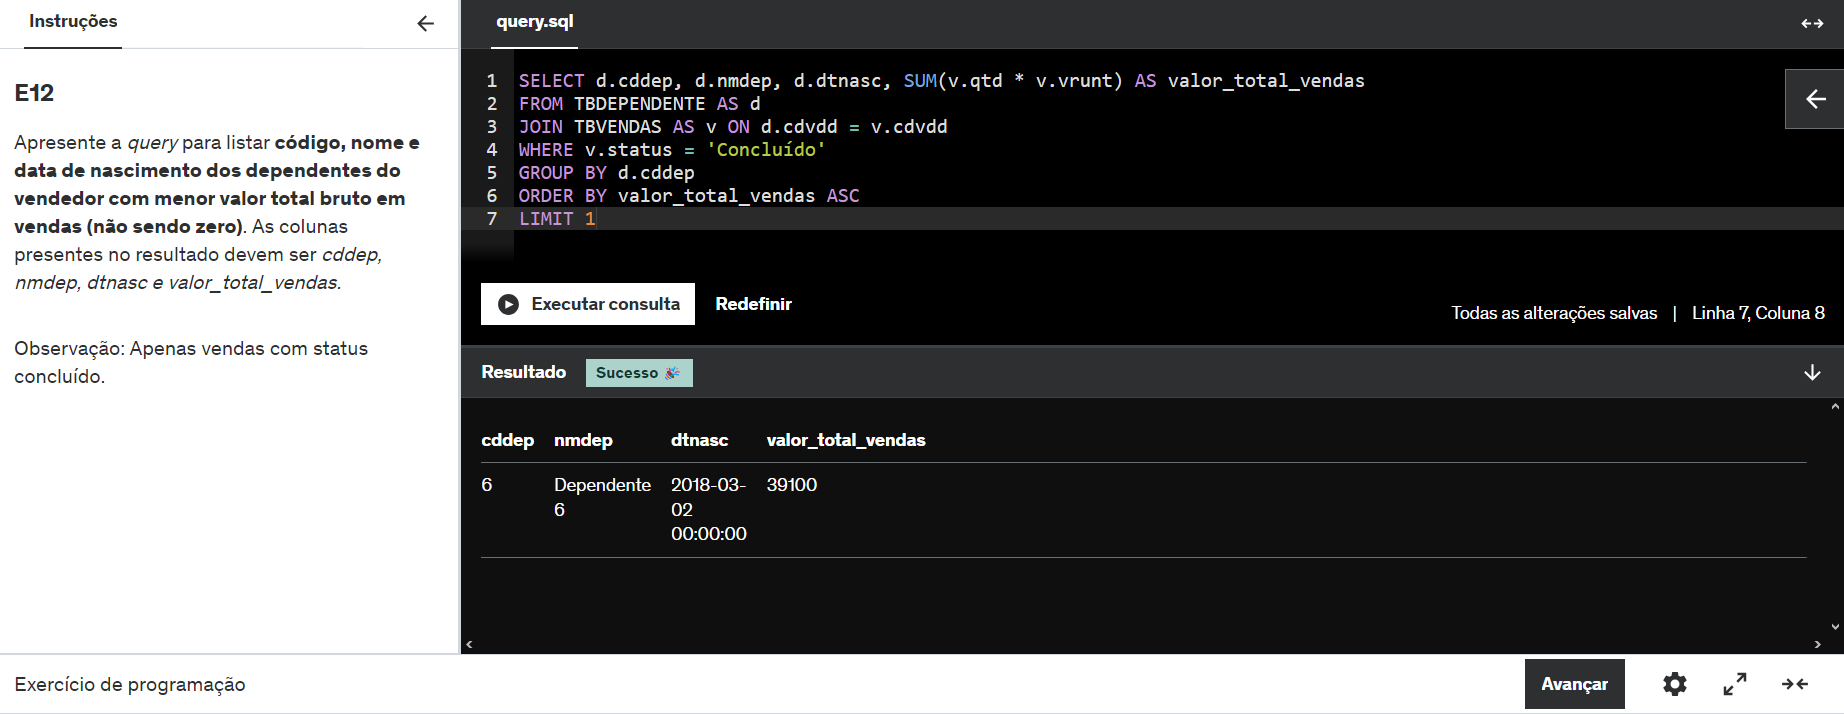 Instruções
E12
Apresente a query para listar código, nome e
data de nascimento dos dependentes do
vendedor com menor valor total bruto em
vendas (não sendo zero). As colunas
presentes no resultado devem ser cddep,
nmdep, dtnasc e valor_total_vendas.
Observação: Apenas vendas com status
concluído.
query.sql
1 SELECT d.cddep, d.nmdep, d.dtnasc, SUM(v.qtd * v.vrunt) AS valor_total_vendas
2 FROM TBDEPENDENTE AS d
3 JOIN TBVENDAS AS v ON d.cdvdd = v.cdvdd
4 WHERE v.status = 'Concluído'
5 GROUP BY d.cddep
6 ORDER BY valor_total_vendas ASC
7 LIMIT 1
Executar consulta Redefinir
Todas as alterações salvas | Linha 7, Coluna 8
Resultado Sucesso 🎉
cddep nmdep dtnasc valor_total_vendas
6 Dependente 2018-03- 39100
6 02
00:00:00
Exercício de programação
Avançar